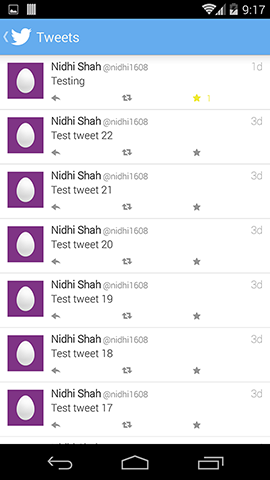 9:17
Tweets
Nidhi Shah @nidhi1608 1d
Testing
1
Nidhi Shah @nidhi1608 3d
Test tweet 22
Nidhi Shah @nidhi1608 3d
Test tweet 21
Nidhi Shah @nidhi1608 3d
Test tweet 20
Nidhi Shah @nidhi1608 3d
Test tweet 19
Nidhi Shah @nidhi1608 3d
Test tweet 18
Nidhi Shah @nidhi1608 3d
Test tweet 17